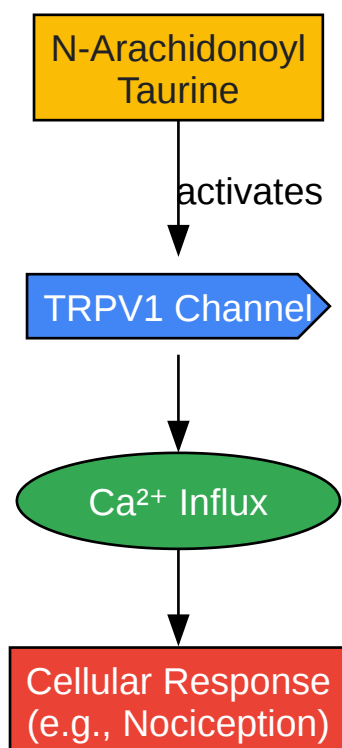 N-Arachidonoyl
Taurine
activates
TRPV1 Channel
Ca²⁺ Influx
Cellular Response
(e.g., Nociception)